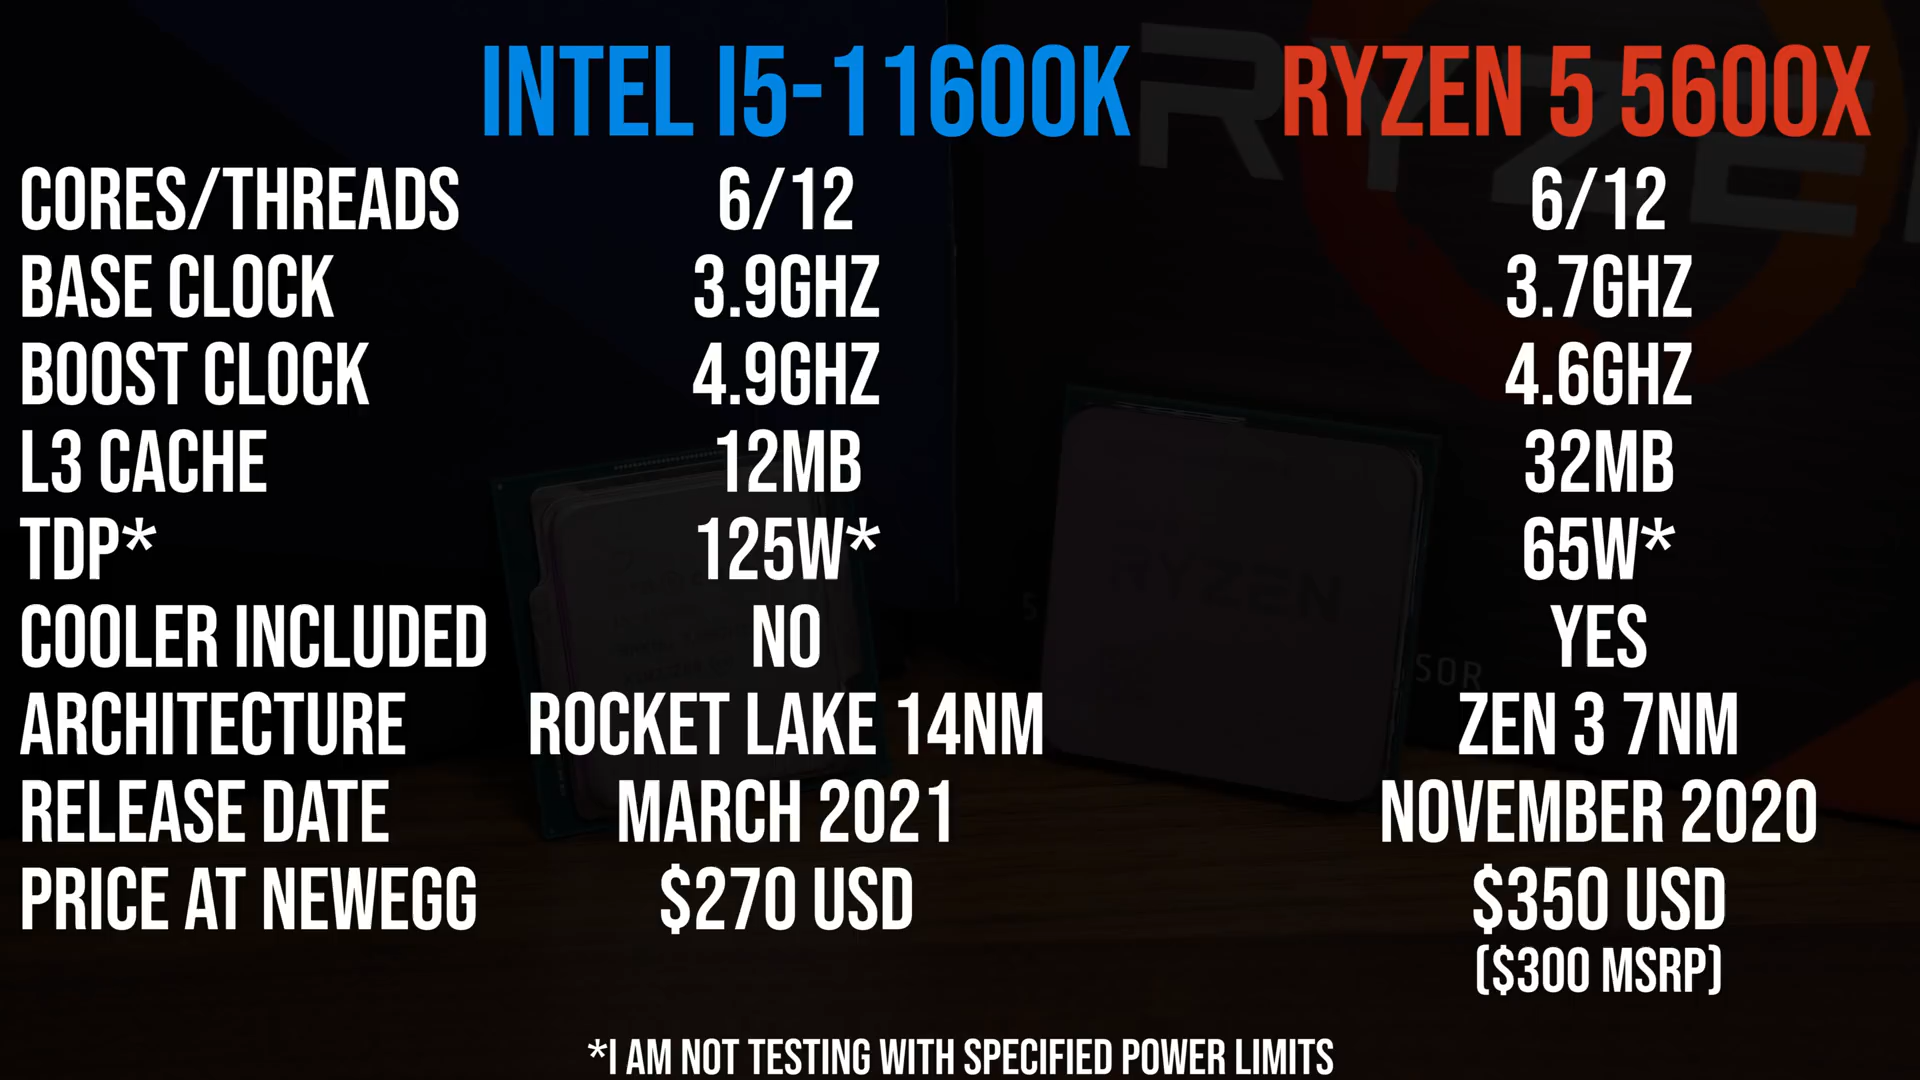 INTEL I5-11600K RYZEN 5 5600X
CORES/THREADS 6/12 6/12
BASE CLOCK 3.9GHZ 3.7GHZ
BOOST CLOCK 4.9GHZ 4.6GHZ
L3 CACHE 12MB 32MB
TDP* 125W* 65W*
COOLER INCLUDED NO YES
ARCHITECTURE ROCKET LAKE 14NM ZEN 3 7NM
RELEASE DATE MARCH 2021 NOVEMBER 2020
PRICE AT NEWEGG $270 USD $350 USD
($300 MSRP)
*I AM NOT TESTING WITH SPECIFIED POWER LIMITS
RYZEN